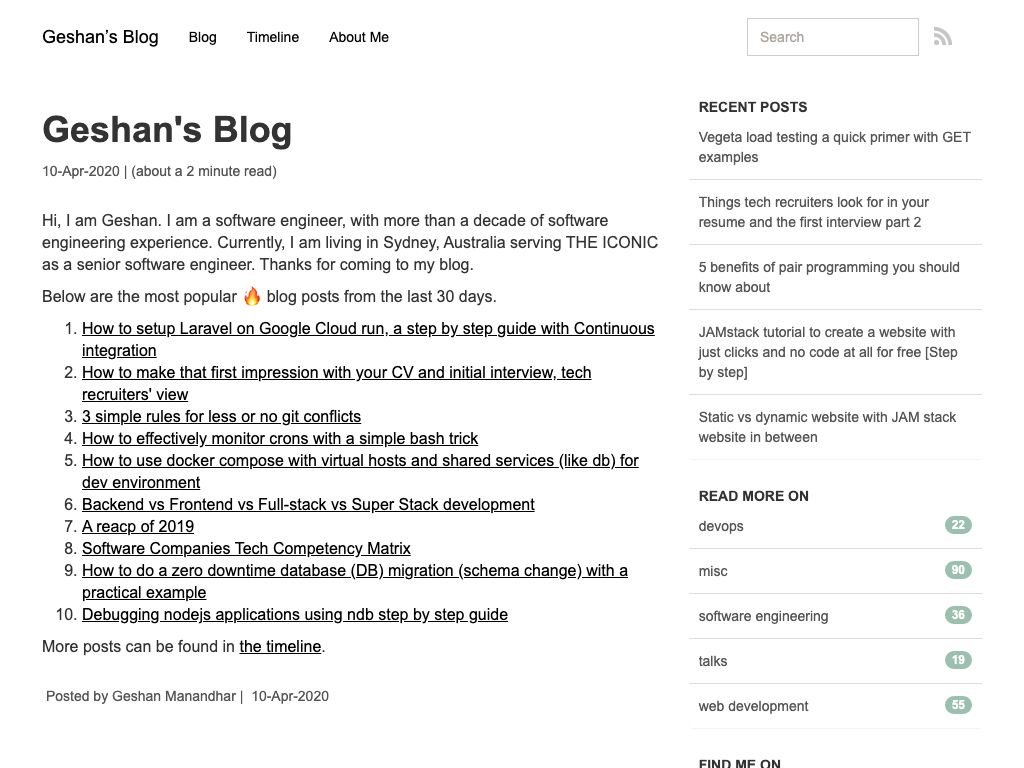 Geshan’s Blog Blog Timeline About Me Search
Geshan's Blog
10-Apr-2020 | (about a 2 minute read)
Hi, I am Geshan. I am a software engineer, with more than a decade of software
engineering experience. Currently, I am living in Sydney, Australia serving THE ICONIC
as a senior software engineer. Thanks for coming to my blog.
Below are the most popular 🔥 blog posts from the last 30 days.
1. How to setup Laravel on Google Cloud run, a step by step guide with Continuous
integration
2. How to make that first impression with your CV and initial interview, tech
recruiters' view
3. 3 simple rules for less or no git conflicts
4. How to effectively monitor crons with a simple bash trick
5. How to use docker compose with virtual hosts and shared services (like db) for
dev environment
6. Backend vs Frontend vs Full-stack vs Super Stack development
7. A reacp of 2019
8. Software Companies Tech Competency Matrix
9. How to do a zero downtime database (DB) migration (schema change) with a
practical example
10. Debugging nodejs applications using ndb step by step guide
More posts can be found in the timeline.
Posted by Geshan Manandhar | 10-Apr-2020
RECENT POSTS
Vegeta load testing a quick primer with GET
examples
Things tech recruiters look for in your
resume and the first interview part 2
5 benefits of pair programming you should
know about
JAMstack tutorial to create a website with
just clicks and no code at all for free [Step
by step]
Static vs dynamic website with JAM stack
website in between
READ MORE ON
devops 22
misc 90
software engineering 36
talks 19
web development 55
FIND ME ON